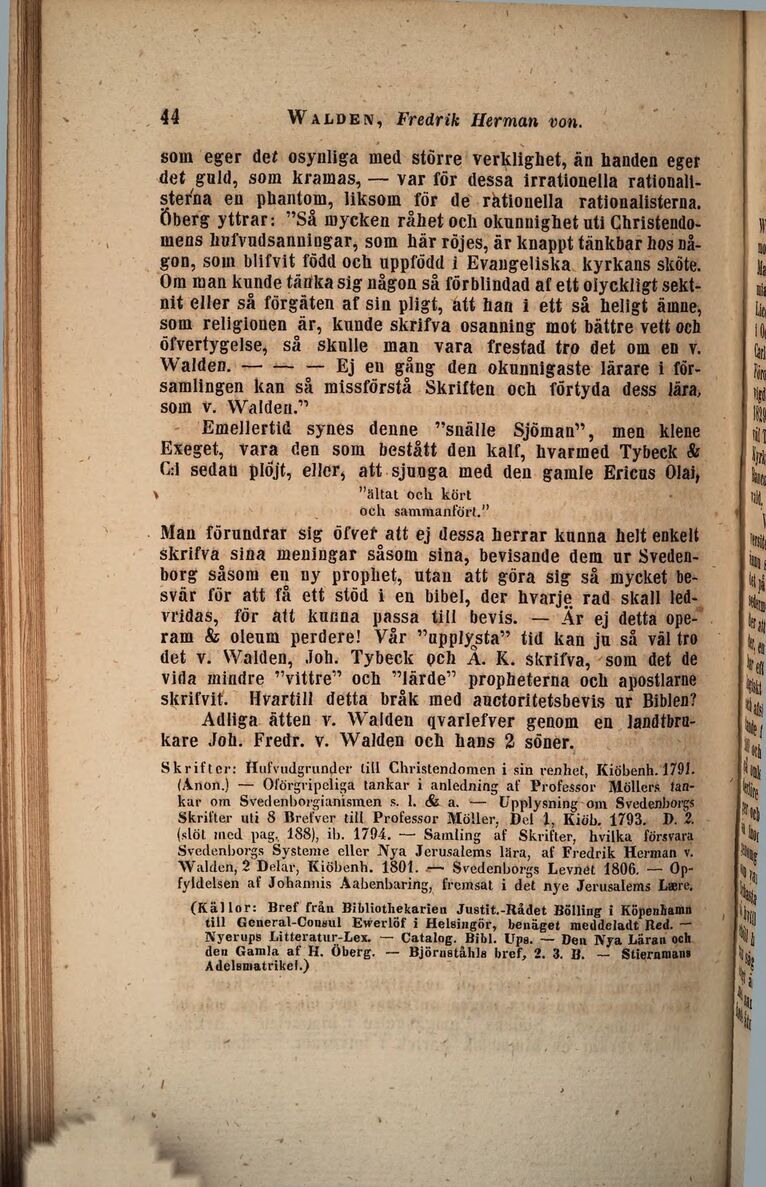 44 WALDEN, Fredrik Herman von.
som eger det osynliga med större verklighet, än handen eger
det guld, som kramas, — var för dessa irrationella rationali-
sterna en phantom, liksom för de rationella rationalisterna.
Öberg yttrar: ”Så mycken råhet och okunnighet uti Christendo-
mens hufvudsanningar, som här röjes, är knappt tänkbar hos nå-
gon, som blifvit född och uppfödd i Evangeliska kyrkans sköte.
Om man kunde tänka sig någon så förblindad af ett olyckligt sekt-
nit eller så förgäten af sin pligt, att han i ett så heligt ämne,
som religionen är, kunde skrifva osanning mot bättre vett och
öfvertygelse, så skulle man vara frestad tro det om en v.
Walden. — — — Ej en gång den okunnigaste lärare i för-
samlingen kan så missförstå Skriften och förtyda dess lära,
som v. Walden.”
Emellertid synes denne ”snälle Sjöman”, men klene
Exeget, vara den som bestått den kalf, hvarmed Tybeck &
C:i sedan plöjt, eller, att sjunga med den gamle Ericus Olai,
”ältat och kört
och sammanfört.”
Man förundrar sig öfver att ej dessa herrar kunna helt enkelt
skrifva sina meningar såsom sina, bevisande dem ur Sveden-
borg såsom en ny prophet, utan att göra sig så mycket be-
svär för att få ett stöd i en bibel, der hvarje rad skall led-
vridas, för att kunna passa till bevis. — Är ej detta ope-
ram & oleum perdere! Vår ”upplysta” tid kan ju så väl tro
det v. Walden, Joh. Tybeck och A. K. skrifva, som det de
vida mindre ”vittre” och ”lärde” propheterna och apostlarne
skrifvit. Hvartill detta bråk med auctoritetsbevis ur Biblen?
Adliga ätten v. Walden qvarlefver genom en landtbru-
kare Joh. Fredr. v. Walden och hans 2 söner.
Skrifter: Hufvudgrunder till Christendomen i sin renhet, Kiöbenh. 1791.
(Anon.) — Oförgripeliga tankar i anledning af Professor Möllers tan-
kar om Svedenborgianismen s. l. & a. — Upplysning om Svedenborgs
Skrifter uti 8 Brefver till Professor Möller, Del 1, Kiöb. 1793. D. 2.
(slöt med pag. 188), ib. 1794. — Samling af Skrifter, hvilka försvara
Svedenborgs Systeme eller Nya Jerusalems lära, af Fredrik Herman v.
Walden, 2 Delar, Kiöbenh. 1801. — Svedenborgs Levnet 1806. — Op-
fyldelsen af Johannis Aabenbaring, fremsat i det nye Jerusalems Lære.
(Källor: Bref från Bibliothekarien Justit.-Rådet Bölling i Köpenhamn
till General-Consul Ewerlöf i Helsingör, benäget meddeladt Red. —
Nyerups Litteratur-Lex. — Catalog. Bibl. Ups. — Den Nya Läran och
den Gamla af H. Öberg. — Björnståhls bref, 2. 3. B. — Stiernmans
Adelsmatrikel.)